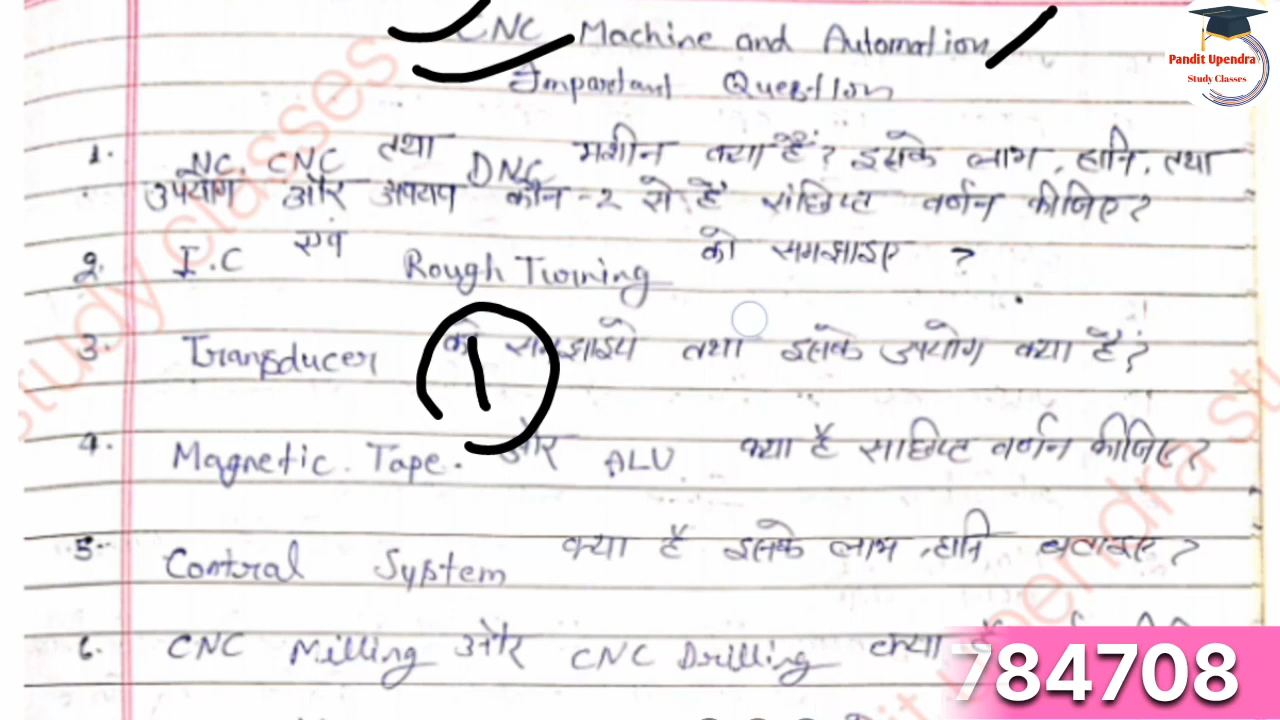 CNC Machine and Automation
Important Question
Pandit Upendra
Study Classes
1. NC. CNC तथा DNC मशीन क्या हैं? इसके लाभ, हानि, तथा
उपयोग और अवयव कौन-2 से हैं संछिप्ट वर्णन कीजिए?
2. I.C एवं Rough Turning को समझाइए ?
3. Transducer को समझाइये तथा इसके उपयोग क्या हैं?
4. Magnetic. Tape. और ALU क्या हैं साछिप्ट वर्णन कीजिए?
5. Control System क्या हैं इसके लाभ, हानि बताइए?
6. CNC Milling और CNC Drilling क्या
784708
study classes